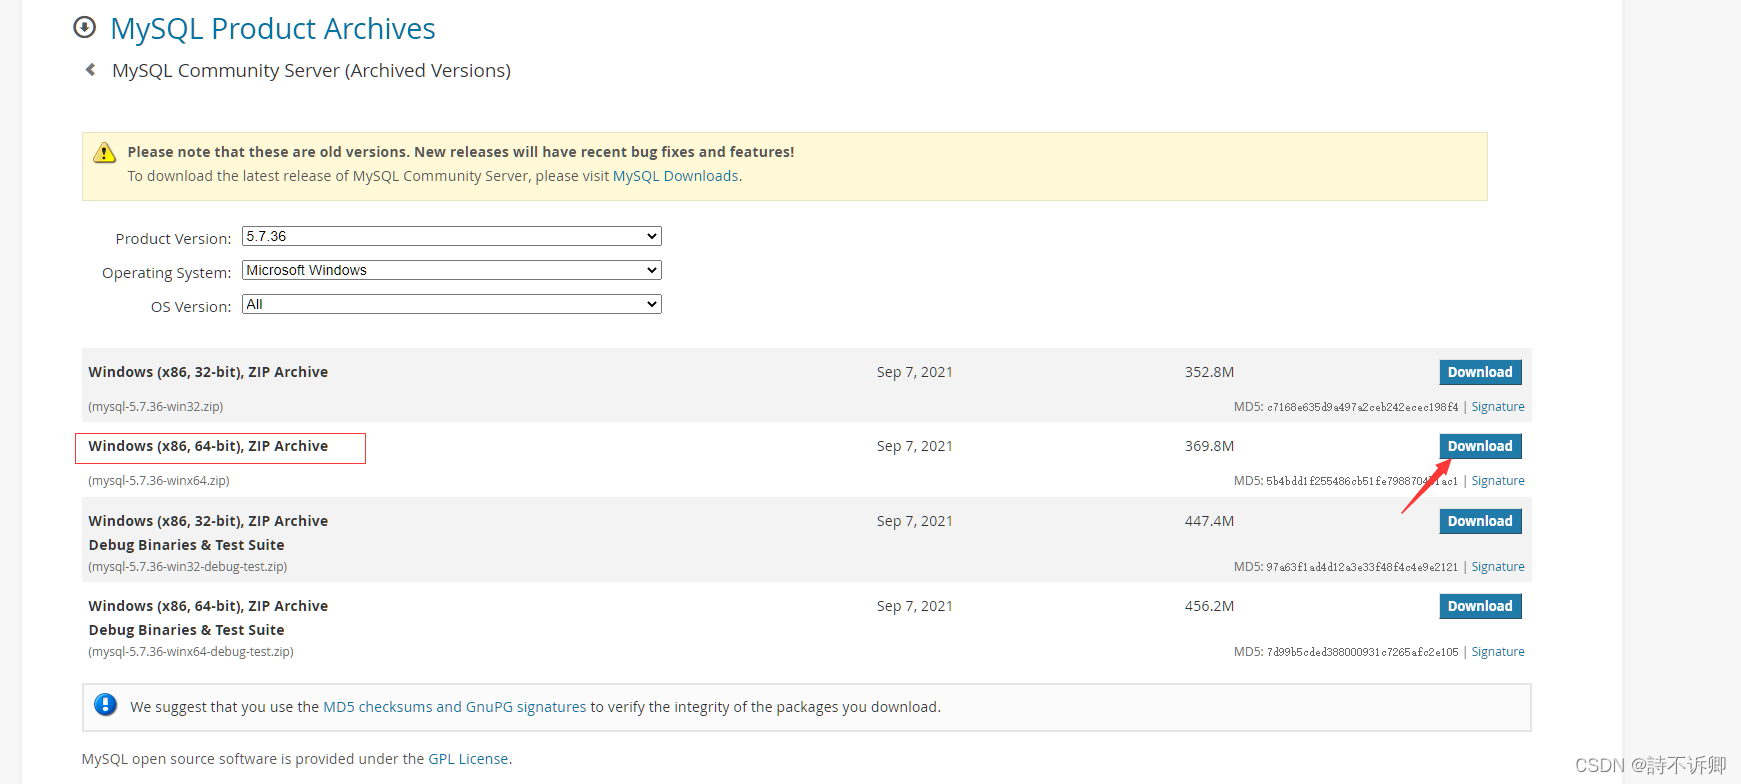 MySQL Product Archives
MySQL Community Server (Archived Versions)
Please note that these are old versions. New releases will have recent bug fixes and features!
To download the latest release of MySQL Community Server, please visit MySQL Downloads.
Product Version: 5.7.36
Operating System: Microsoft Windows
OS Version: All
Windows (x86, 32-bit), ZIP Archive Sep 7, 2021 352.8M Download
(mysql-5.7.36-win32.zip) MD5: c7168e635d9a497a2ceb242ecec198f4 | Signature
Windows (x86, 64-bit), ZIP Archive Sep 7, 2021 369.8M Download
(mysql-5.7.36-winx64.zip) MD5: | Signature
Windows (x86, 32-bit), ZIP Archive Sep 7, 2021 447.4M Download
Debug Binaries & Test Suite
(mysql-5.7.36-win32-debug-test.zip) MD5: 97a63f1ad4d12a3e33f48f4c4e9e2121 | Signature
Windows (x86, 64-bit), ZIP Archive Sep 7, 2021 456.2M Download
Debug Binaries & Test Suite
(mysql-5.7.36-winx64-debug-test.zip) MD5: 7d99b5cded388000931c7265afc2e105 | Signature
We suggest that you use the MD5 checksums and GnuPG signatures to verify the integrity of the packages you download.
MySQL open source software is provided under the GPL License.
CSDN @詩不诉卿